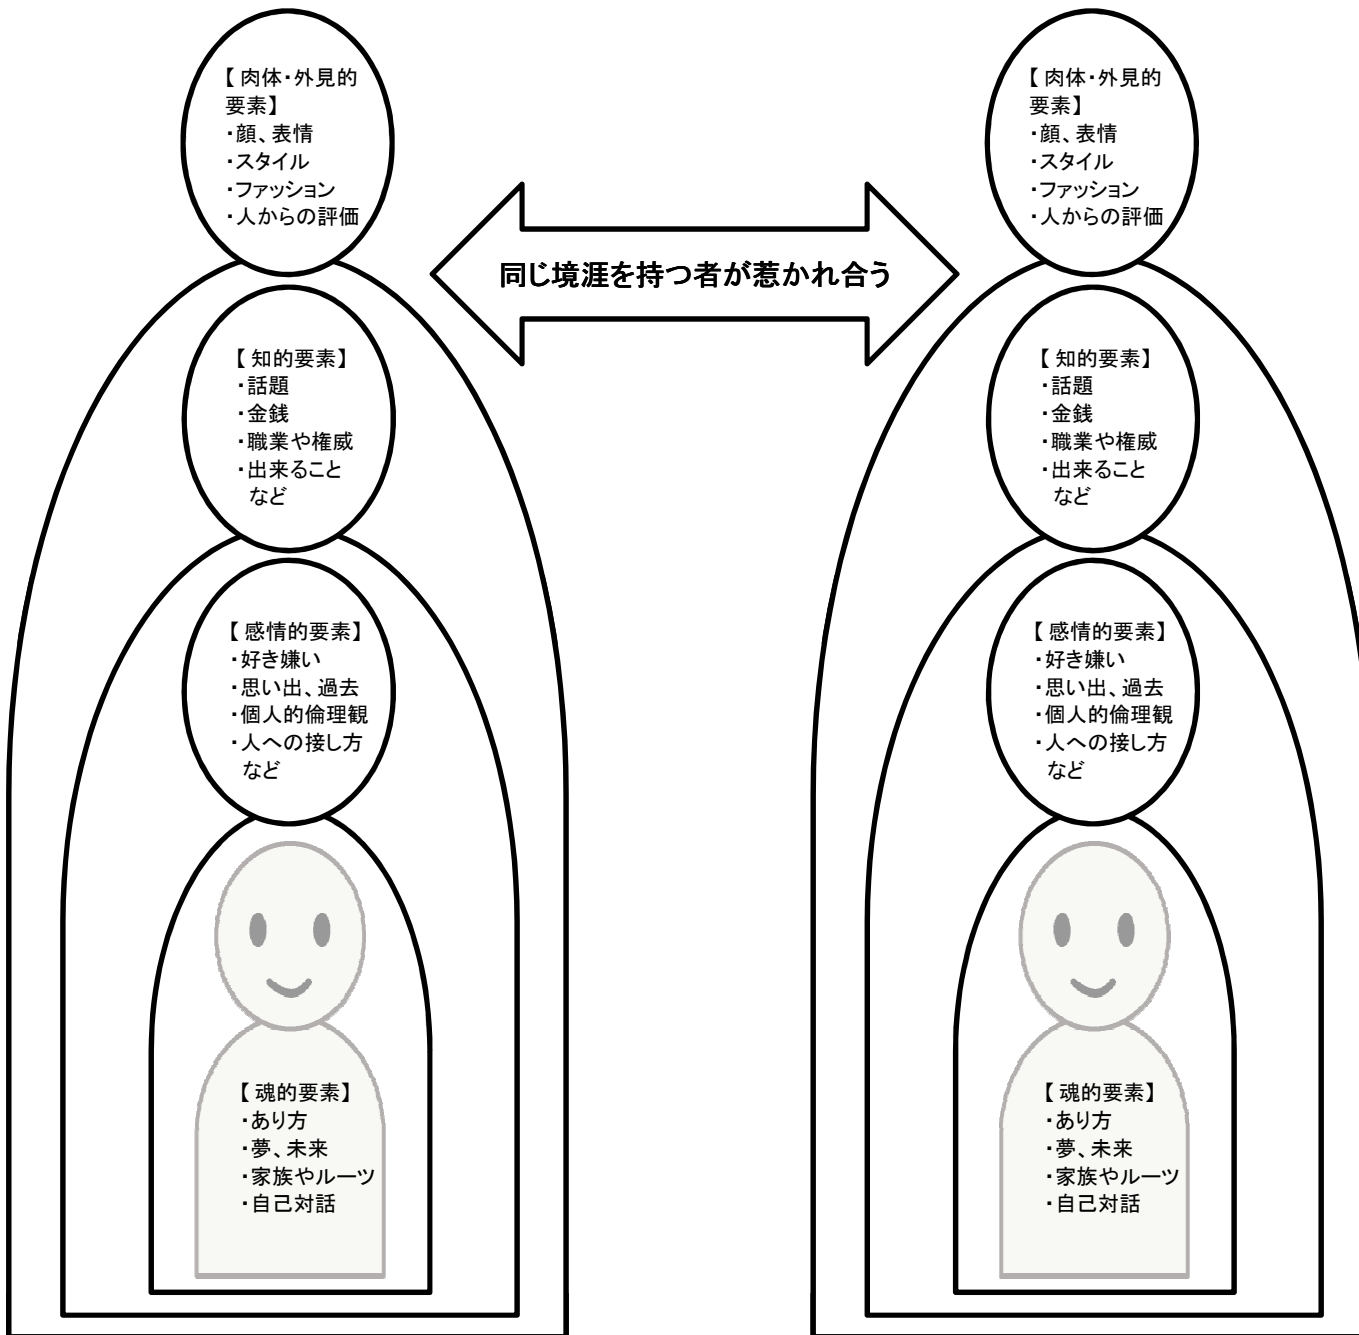 【肉体・外見的
要素】
・顔、表情
・スタイル
・ファッション
・人からの評価
【知的要素】
・話題
・金銭
・職業や権威
・出来ること
など
【感情的要素】
・好き嫌い
・思い出、過去
・個人的倫理観
・人への接し方
など
【魂的要素】
・あり方
・夢、未来
・家族やルーツ
・自己対話
同じ境涯を持つ者が惹かれ合う
【肉体・外見的
要素】
・顔、表情
・スタイル
・ファッション
・人からの評価
【知的要素】
・話題
・金銭
・職業や権威
・出来ること
など
【感情的要素】
・好き嫌い
・思い出、過去
・個人的倫理観
・人への接し方
など
【魂的要素】
・あり方
・夢、未来
・家族やルーツ
・自己対話